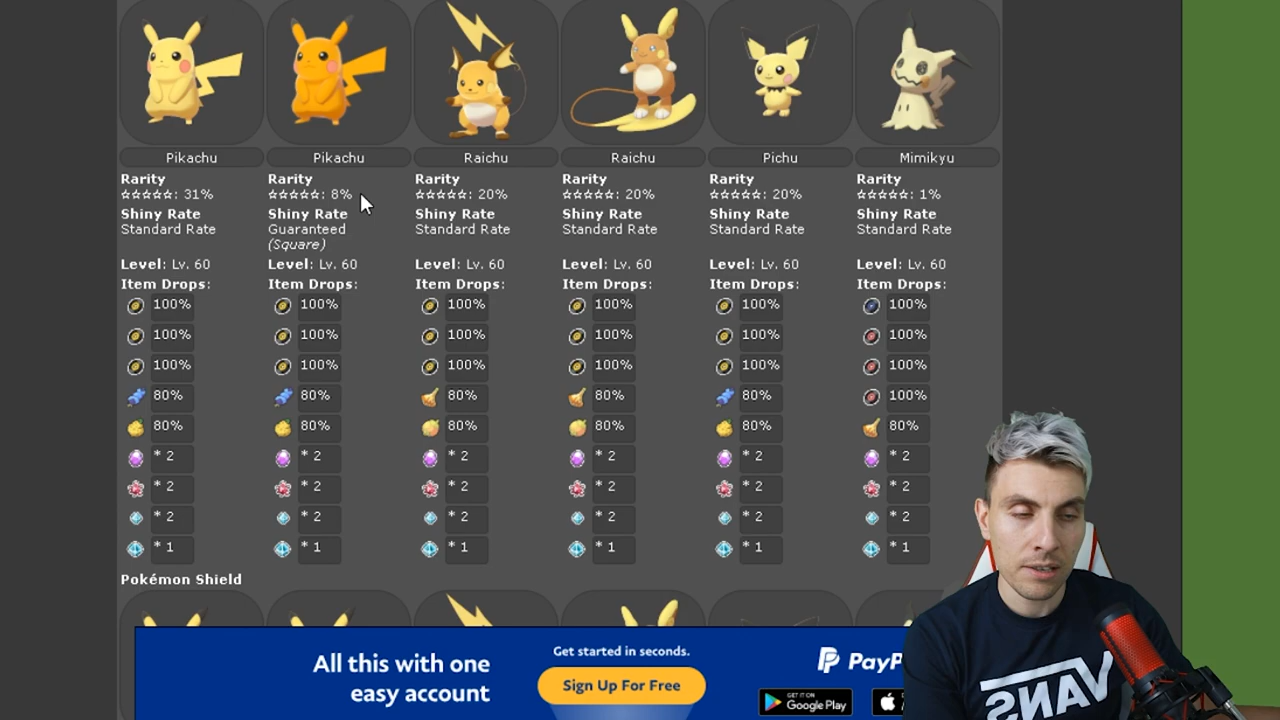 Pikachu Pikachu Raichu Raichu Pichu Mimikyu
Rarity Rarity Rarity Rarity Rarity Rarity
☆☆☆☆☆: 31% ☆☆☆☆☆: 8% ☆☆☆☆☆: 20% ☆☆☆☆☆: 20% ☆☆☆☆☆: 20% ☆☆☆☆☆: 1%
Shiny Rate Shiny Rate Shiny Rate Shiny Rate Shiny Rate Shiny Rate
Standard Rate Guaranteed Standard Rate Standard Rate Standard Rate Standard Rate
(Square)
Level: Lv. 60 Level: Lv. 60 Level: Lv. 60 Level: Lv. 60 Level: Lv. 60 Level: Lv. 60
Item Drops: Item Drops: Item Drops: Item Drops: Item Drops: Item Drops:
100% 100% 100% 100% 100% 100%
100% 100% 100% 100% 100% 100%
100% 100% 100% 100% 100% 100%
80% 80% 80% 80% 80% 100%
80% 80% 80% 80% 80% 80%
* 2 * 2 * 2 * 2 * 2 * 2
* 2 * 2 * 2 * 2 * 2 * 2
* 2 * 2 * 2 * 2 * 2 * 2
* 1 * 1 * 1 * 1 * 1 * 1
Pokémon Shield
All this with one
easy account
Get started in seconds.
Sign Up For Free
PayP
GET IT ON
Google Play
VANS